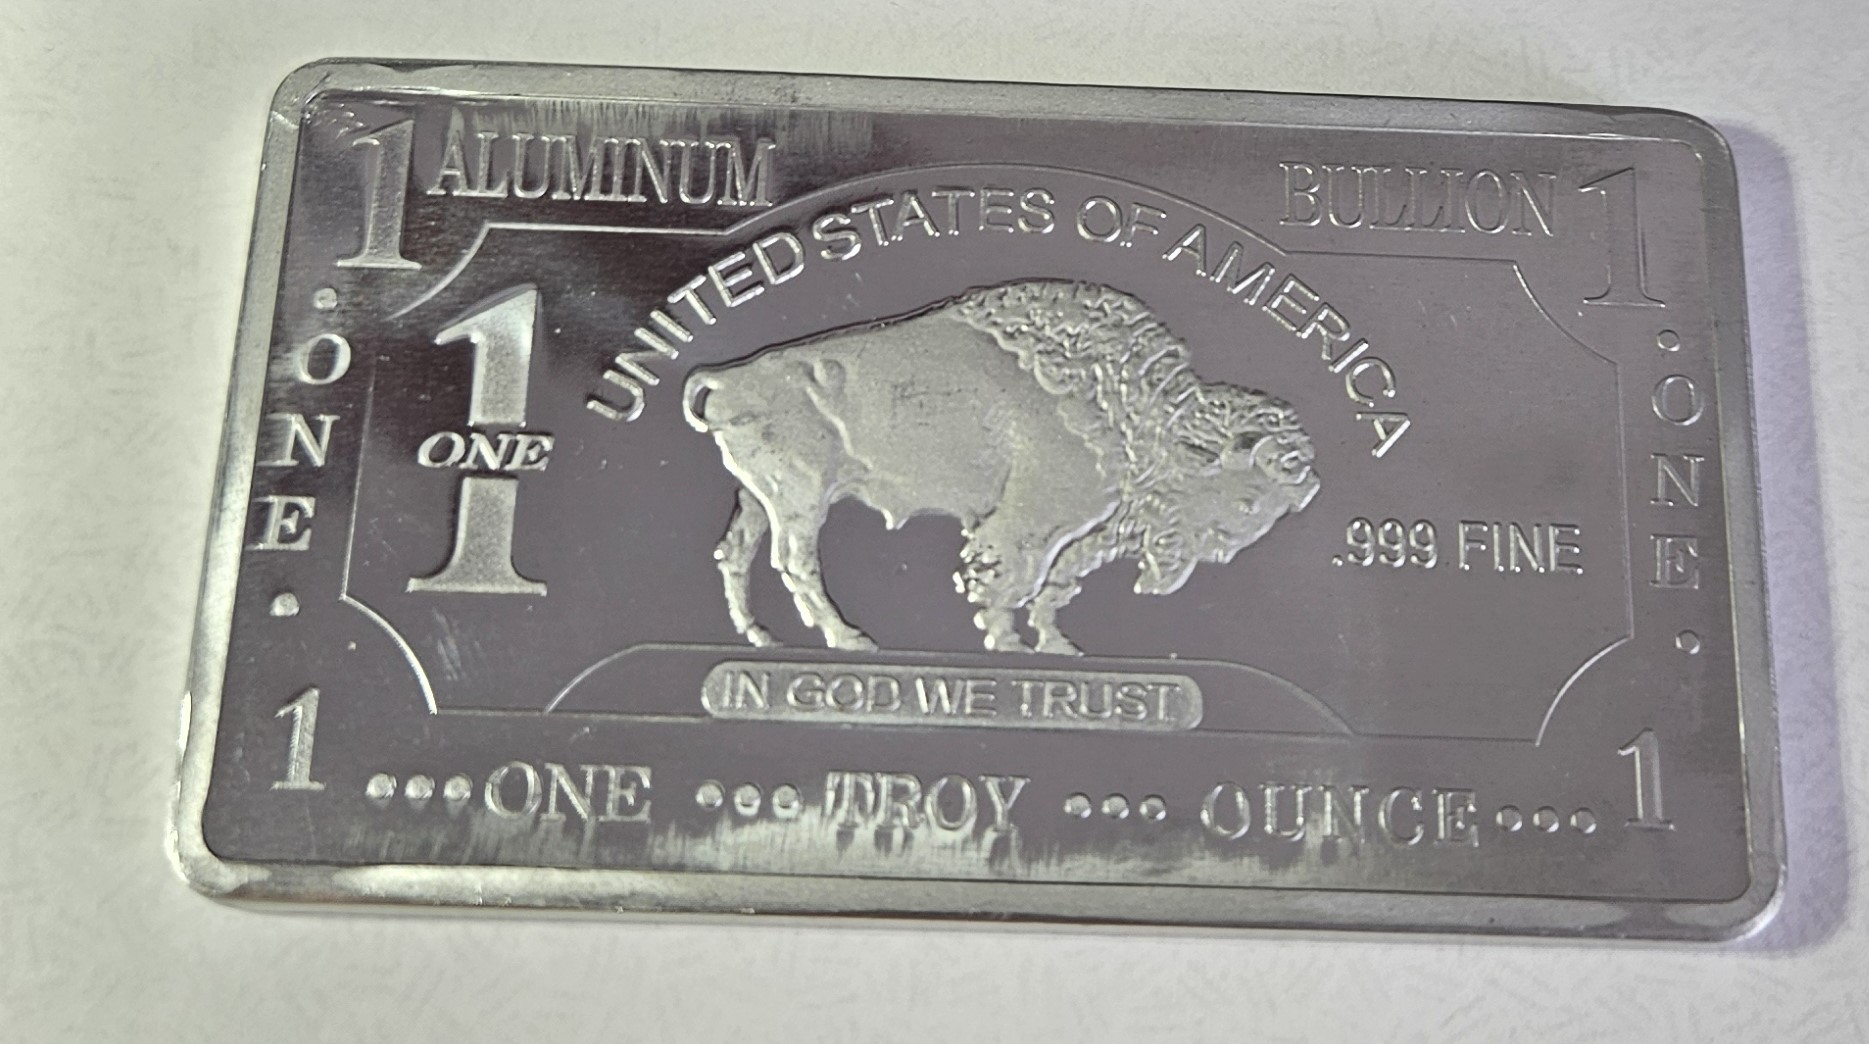 1 ALUMINUM BULLION 1
UNITED STATES OF AMERICA
.ONE.
1
ONE
.999 FINE
.ONE.
IN GOD WE TRUST
1 ...ONE ...TROY ... OUNCE... 1